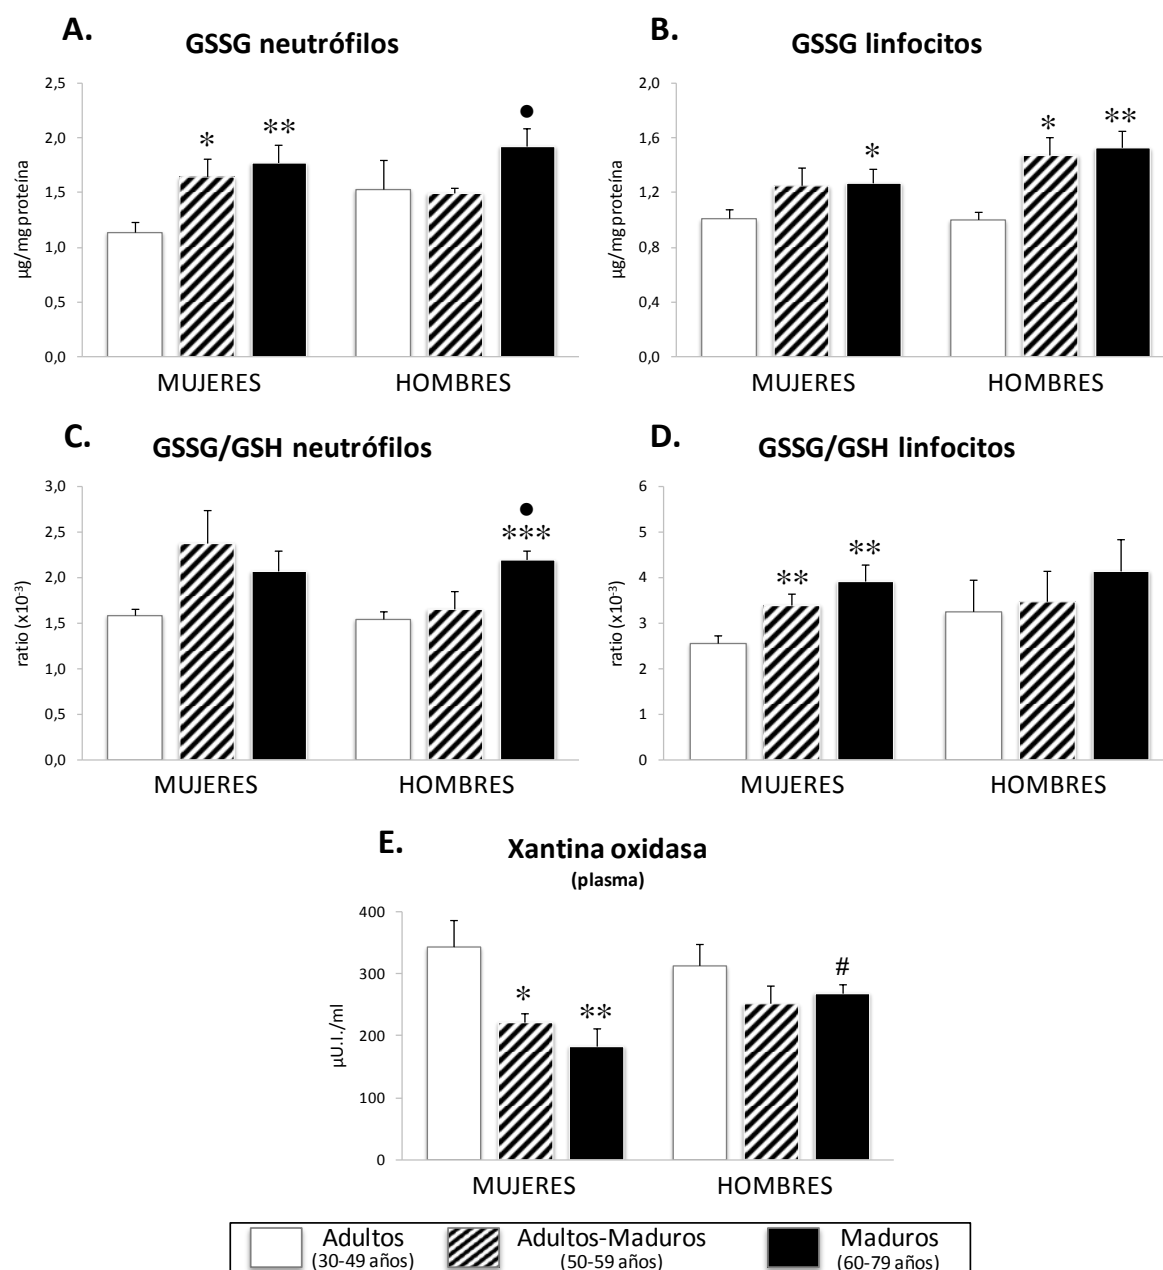 A.
GSSG neutrófilos
µg/mg proteína
2,5
2,0
1,5
1,0
0,5
0,0
*
**
●
MUJERES
HOMBRES
B.
GSSG linfocitos
µg/mg proteína
2,0
1,6
1,2
0,8
0,4
0,0
*
*
**
MUJERES
HOMBRES
C.
GSSG/GSH neutrófilos
ratio (x10⁻³)
3,0
2,5
2,0
1,5
1,0
0,5
0,0
●
***
MUJERES
HOMBRES
D.
GSSG/GSH linfocitos
ratio (x10⁻³)
6
5
4
3
2
1
0
**
**
MUJERES
HOMBRES
E.
Xantina oxidasa
(plasma)
µU.I./ml
400
300
200
100
0
*
**
#
MUJERES
HOMBRES
Adultos
(30-49 años)
Adultos-Maduros
(50-59 años)
Maduros
(60-79 años)